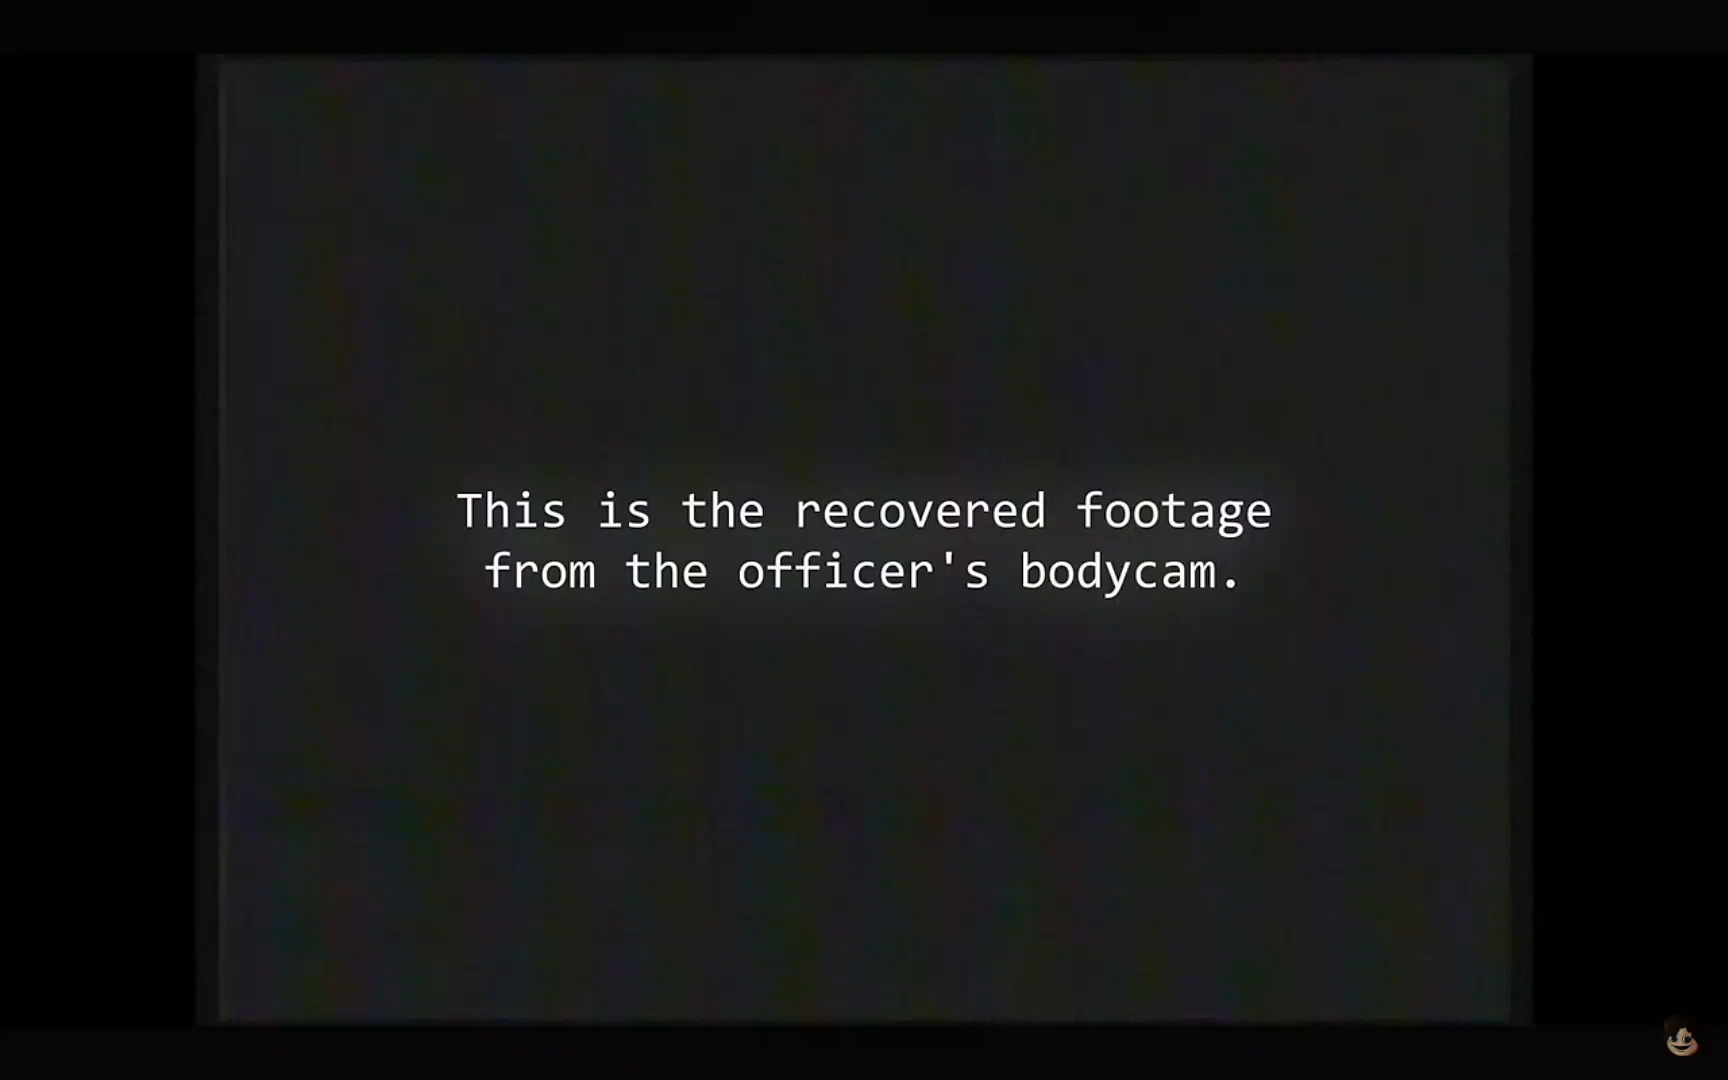 This is the recovered footage
from the officer's bodycam.